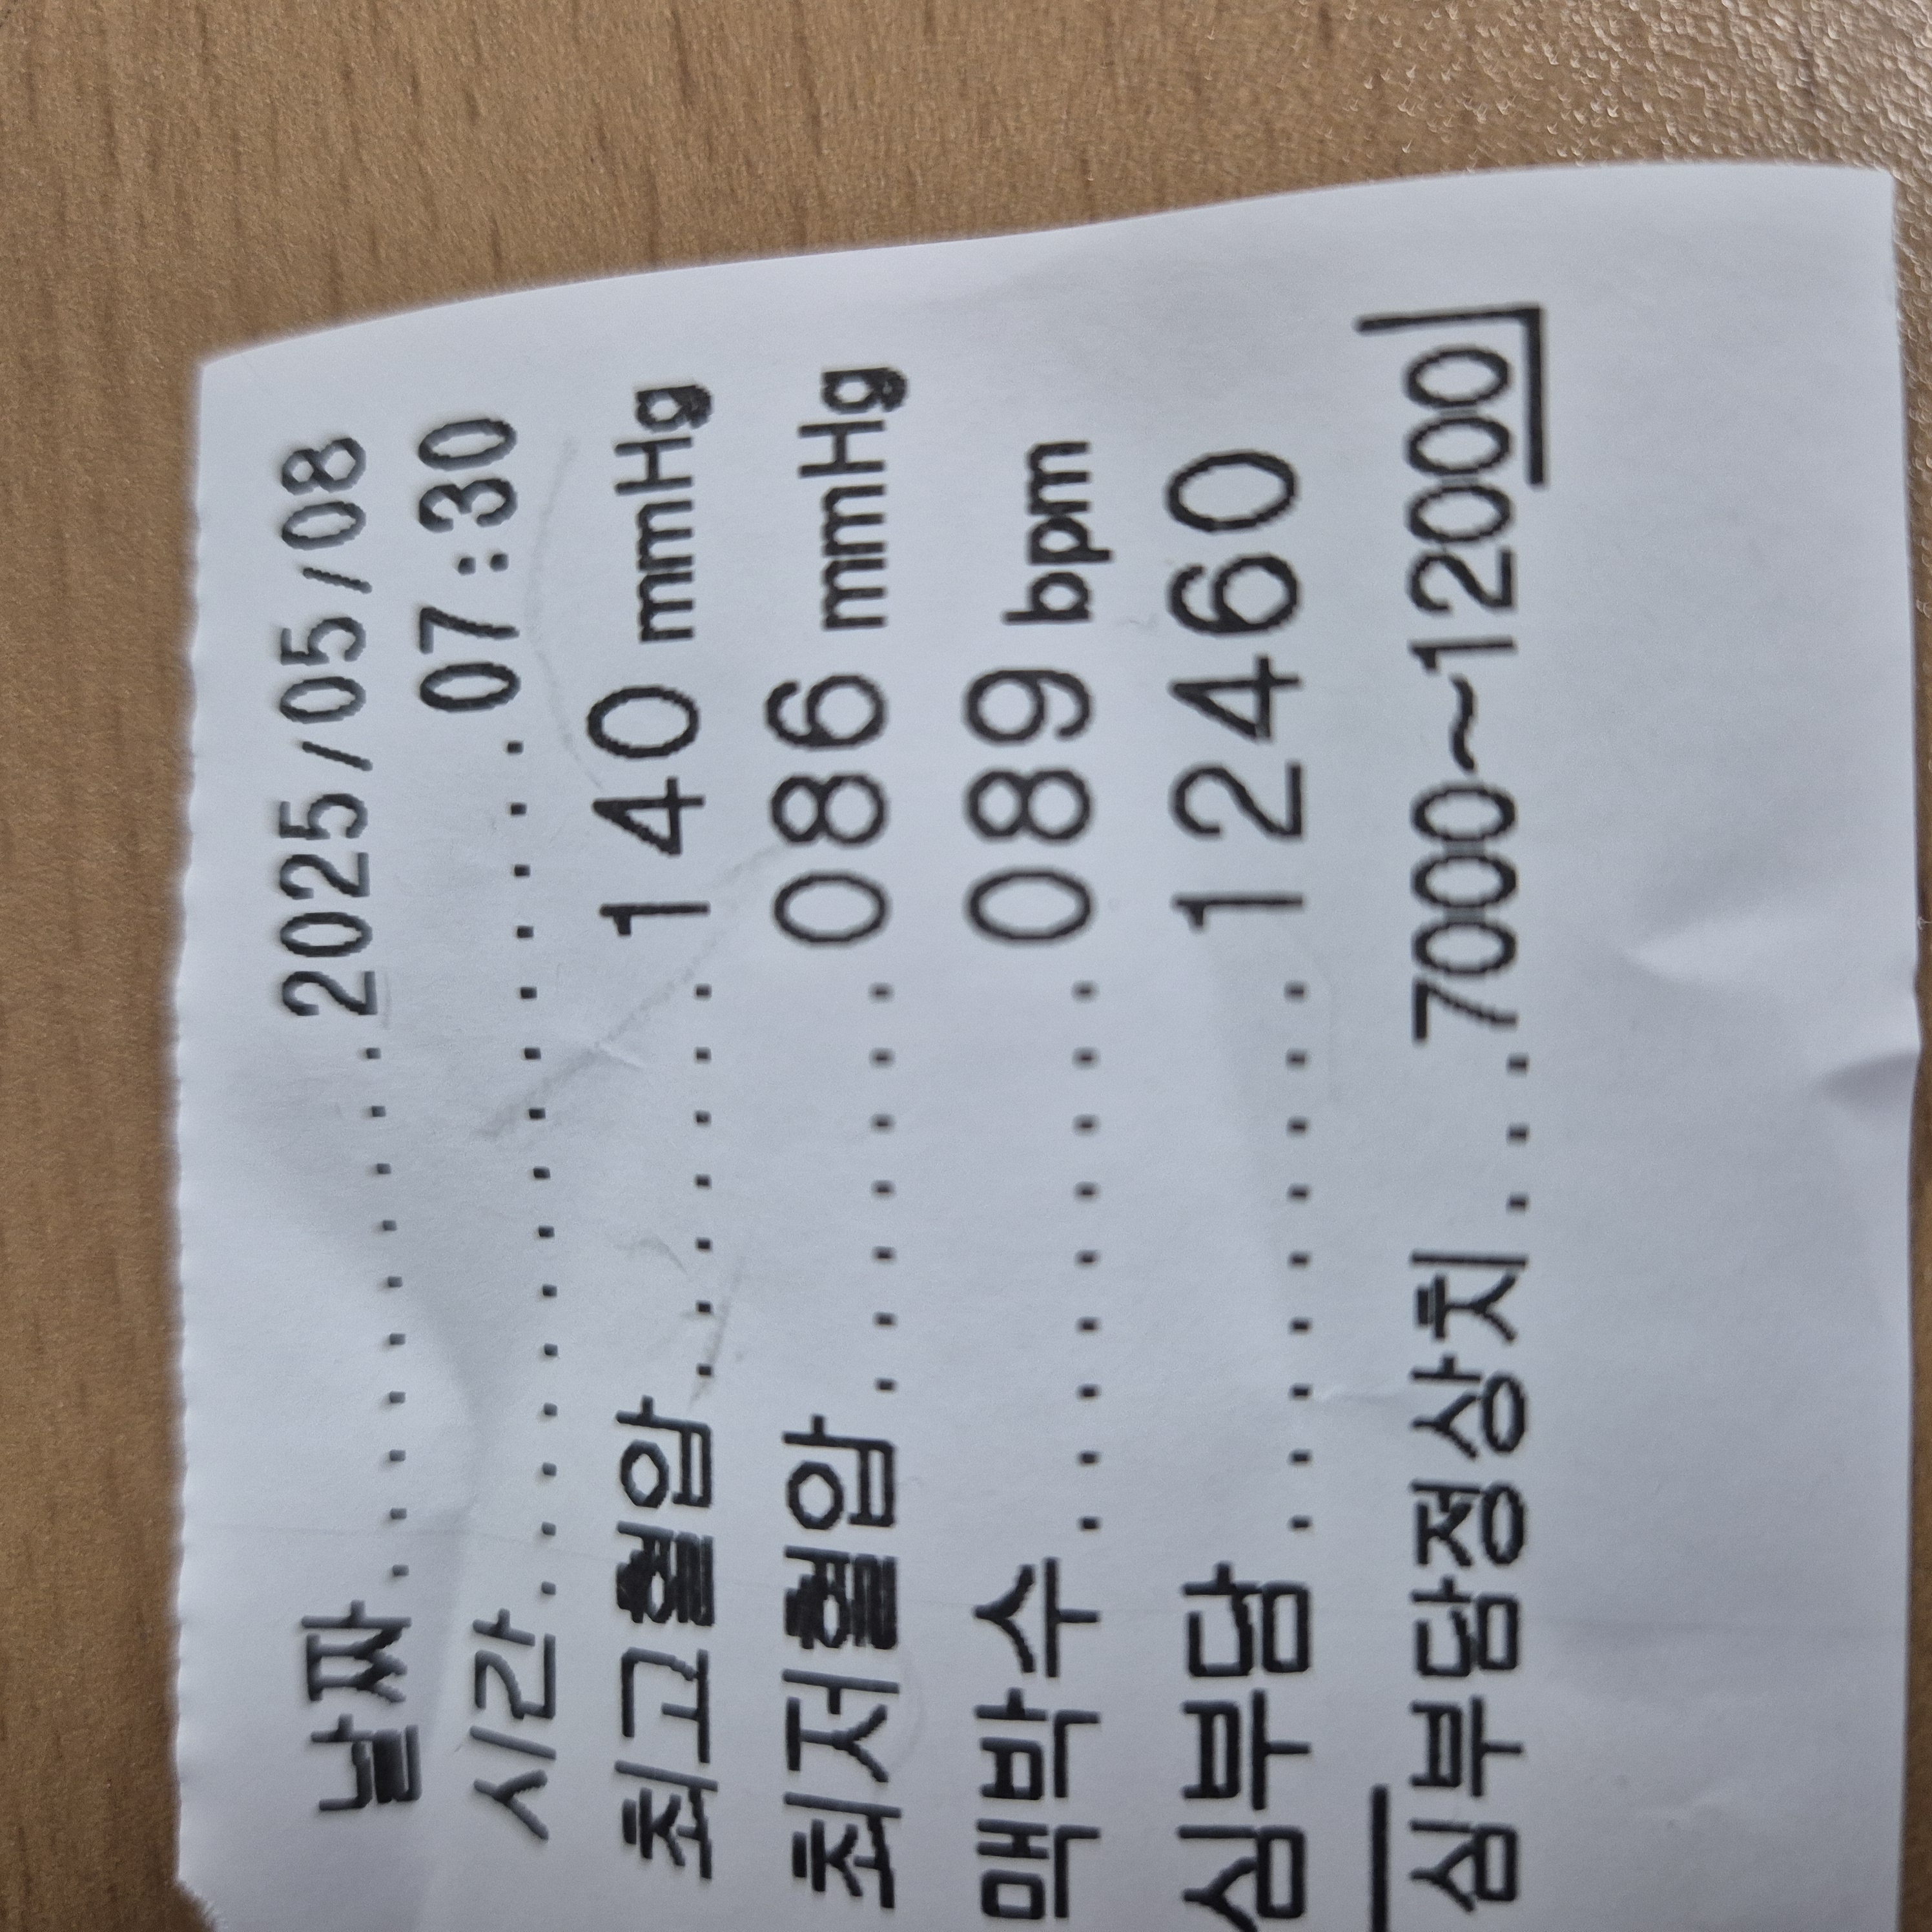 날짜..........2025/05/08
시간...............07:30
최고혈압.......140 mmHg
최저혈압.......086 mmHg
맥박수.........089 bpm
심부담.........12460
심부담정상치...7000~12000